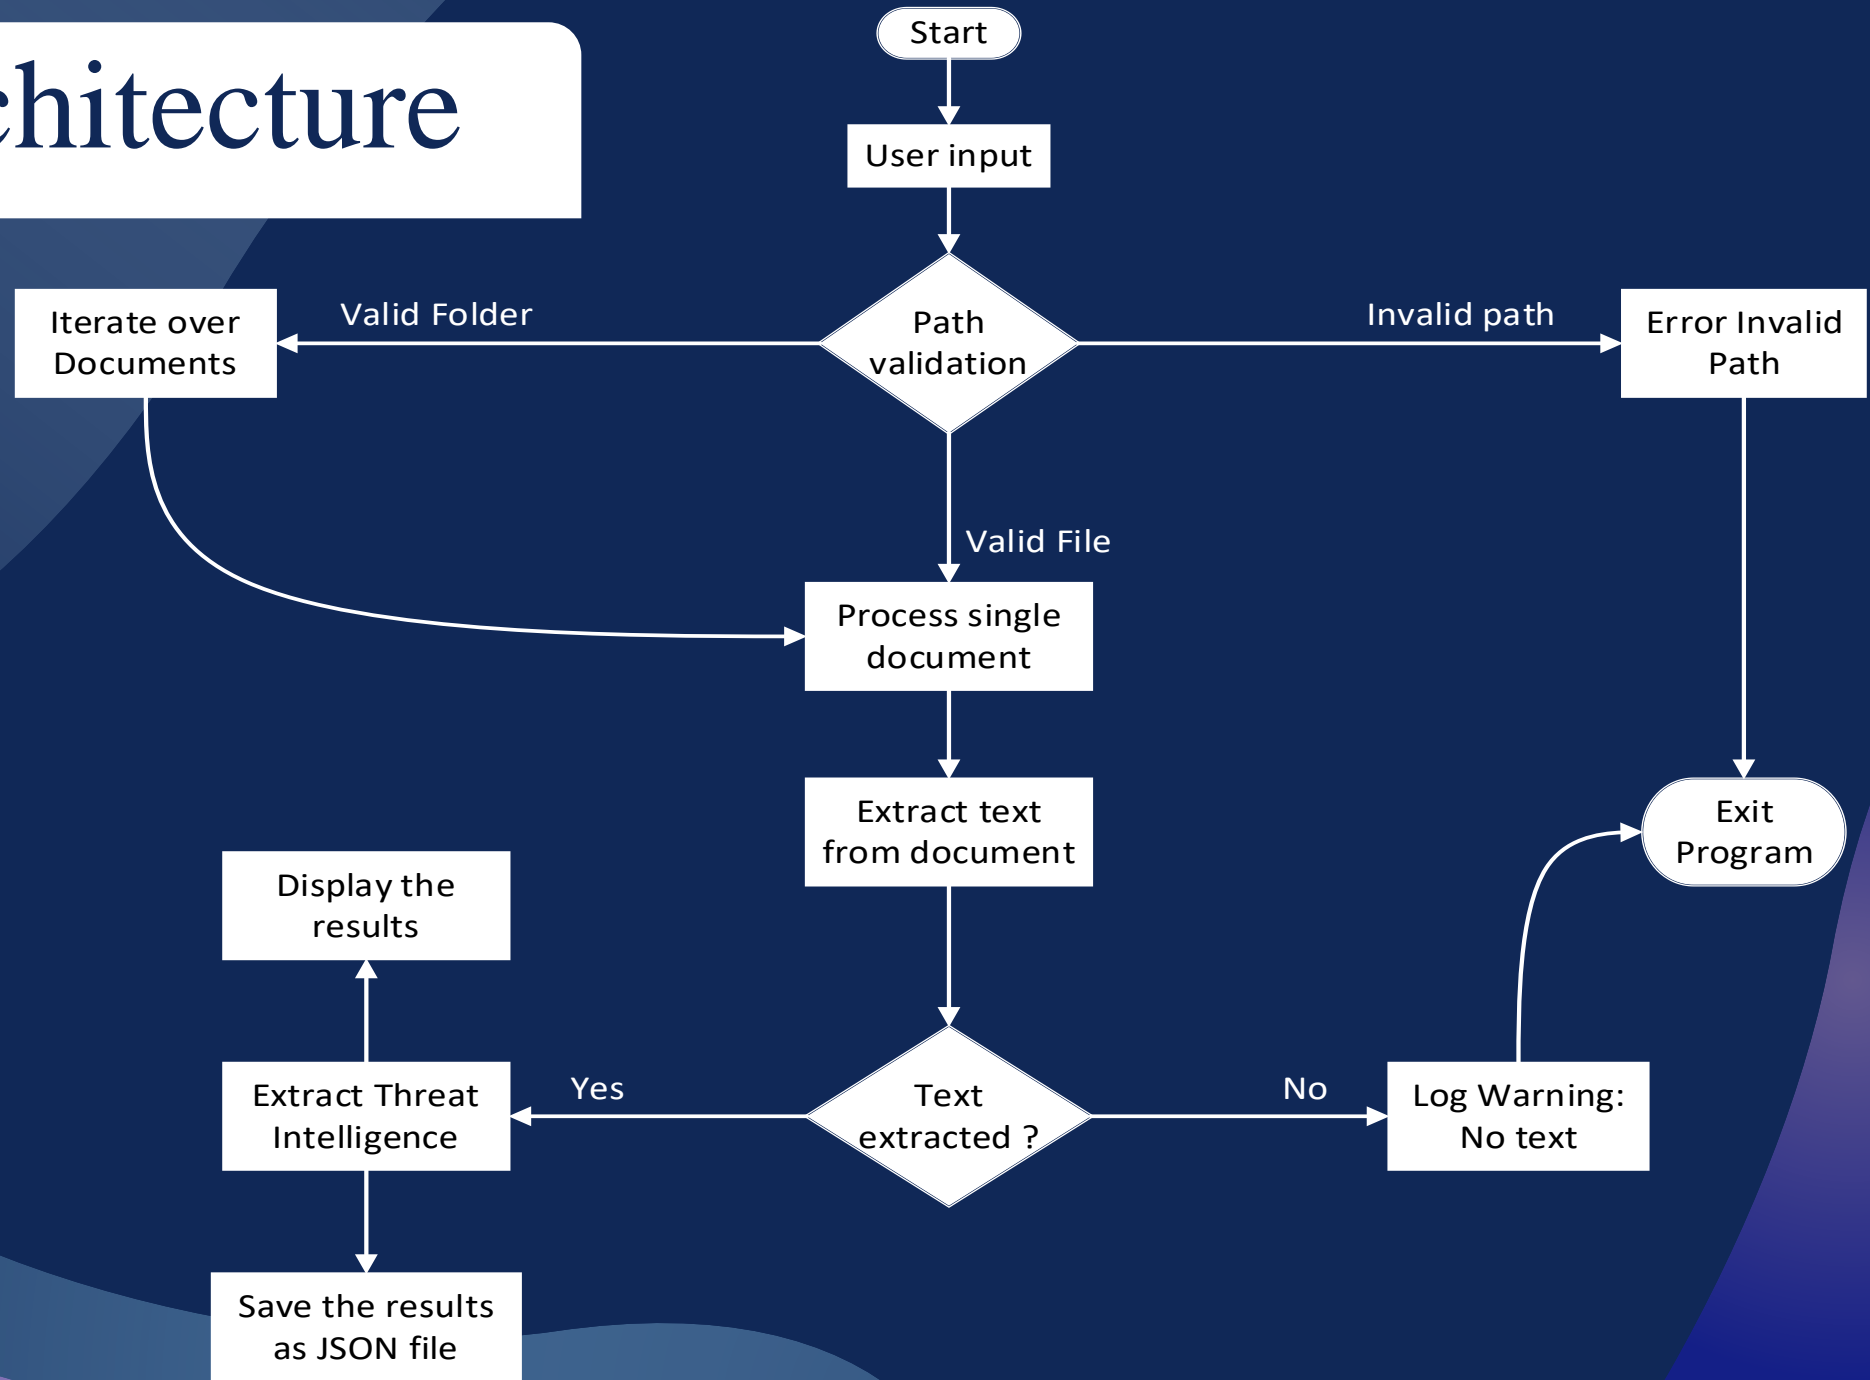 chitecture
Start
User input
Valid Folder
Invalid path
Iterate over
Documents
Path
validation
Error Invalid
Path
Valid File
Process single
document
Extract text
from document
Exit
Program
Display the
results
Yes
No
Extract Threat
Intelligence
Text
extracted ?
Log Warning:
No text
Save the results
as JSON file